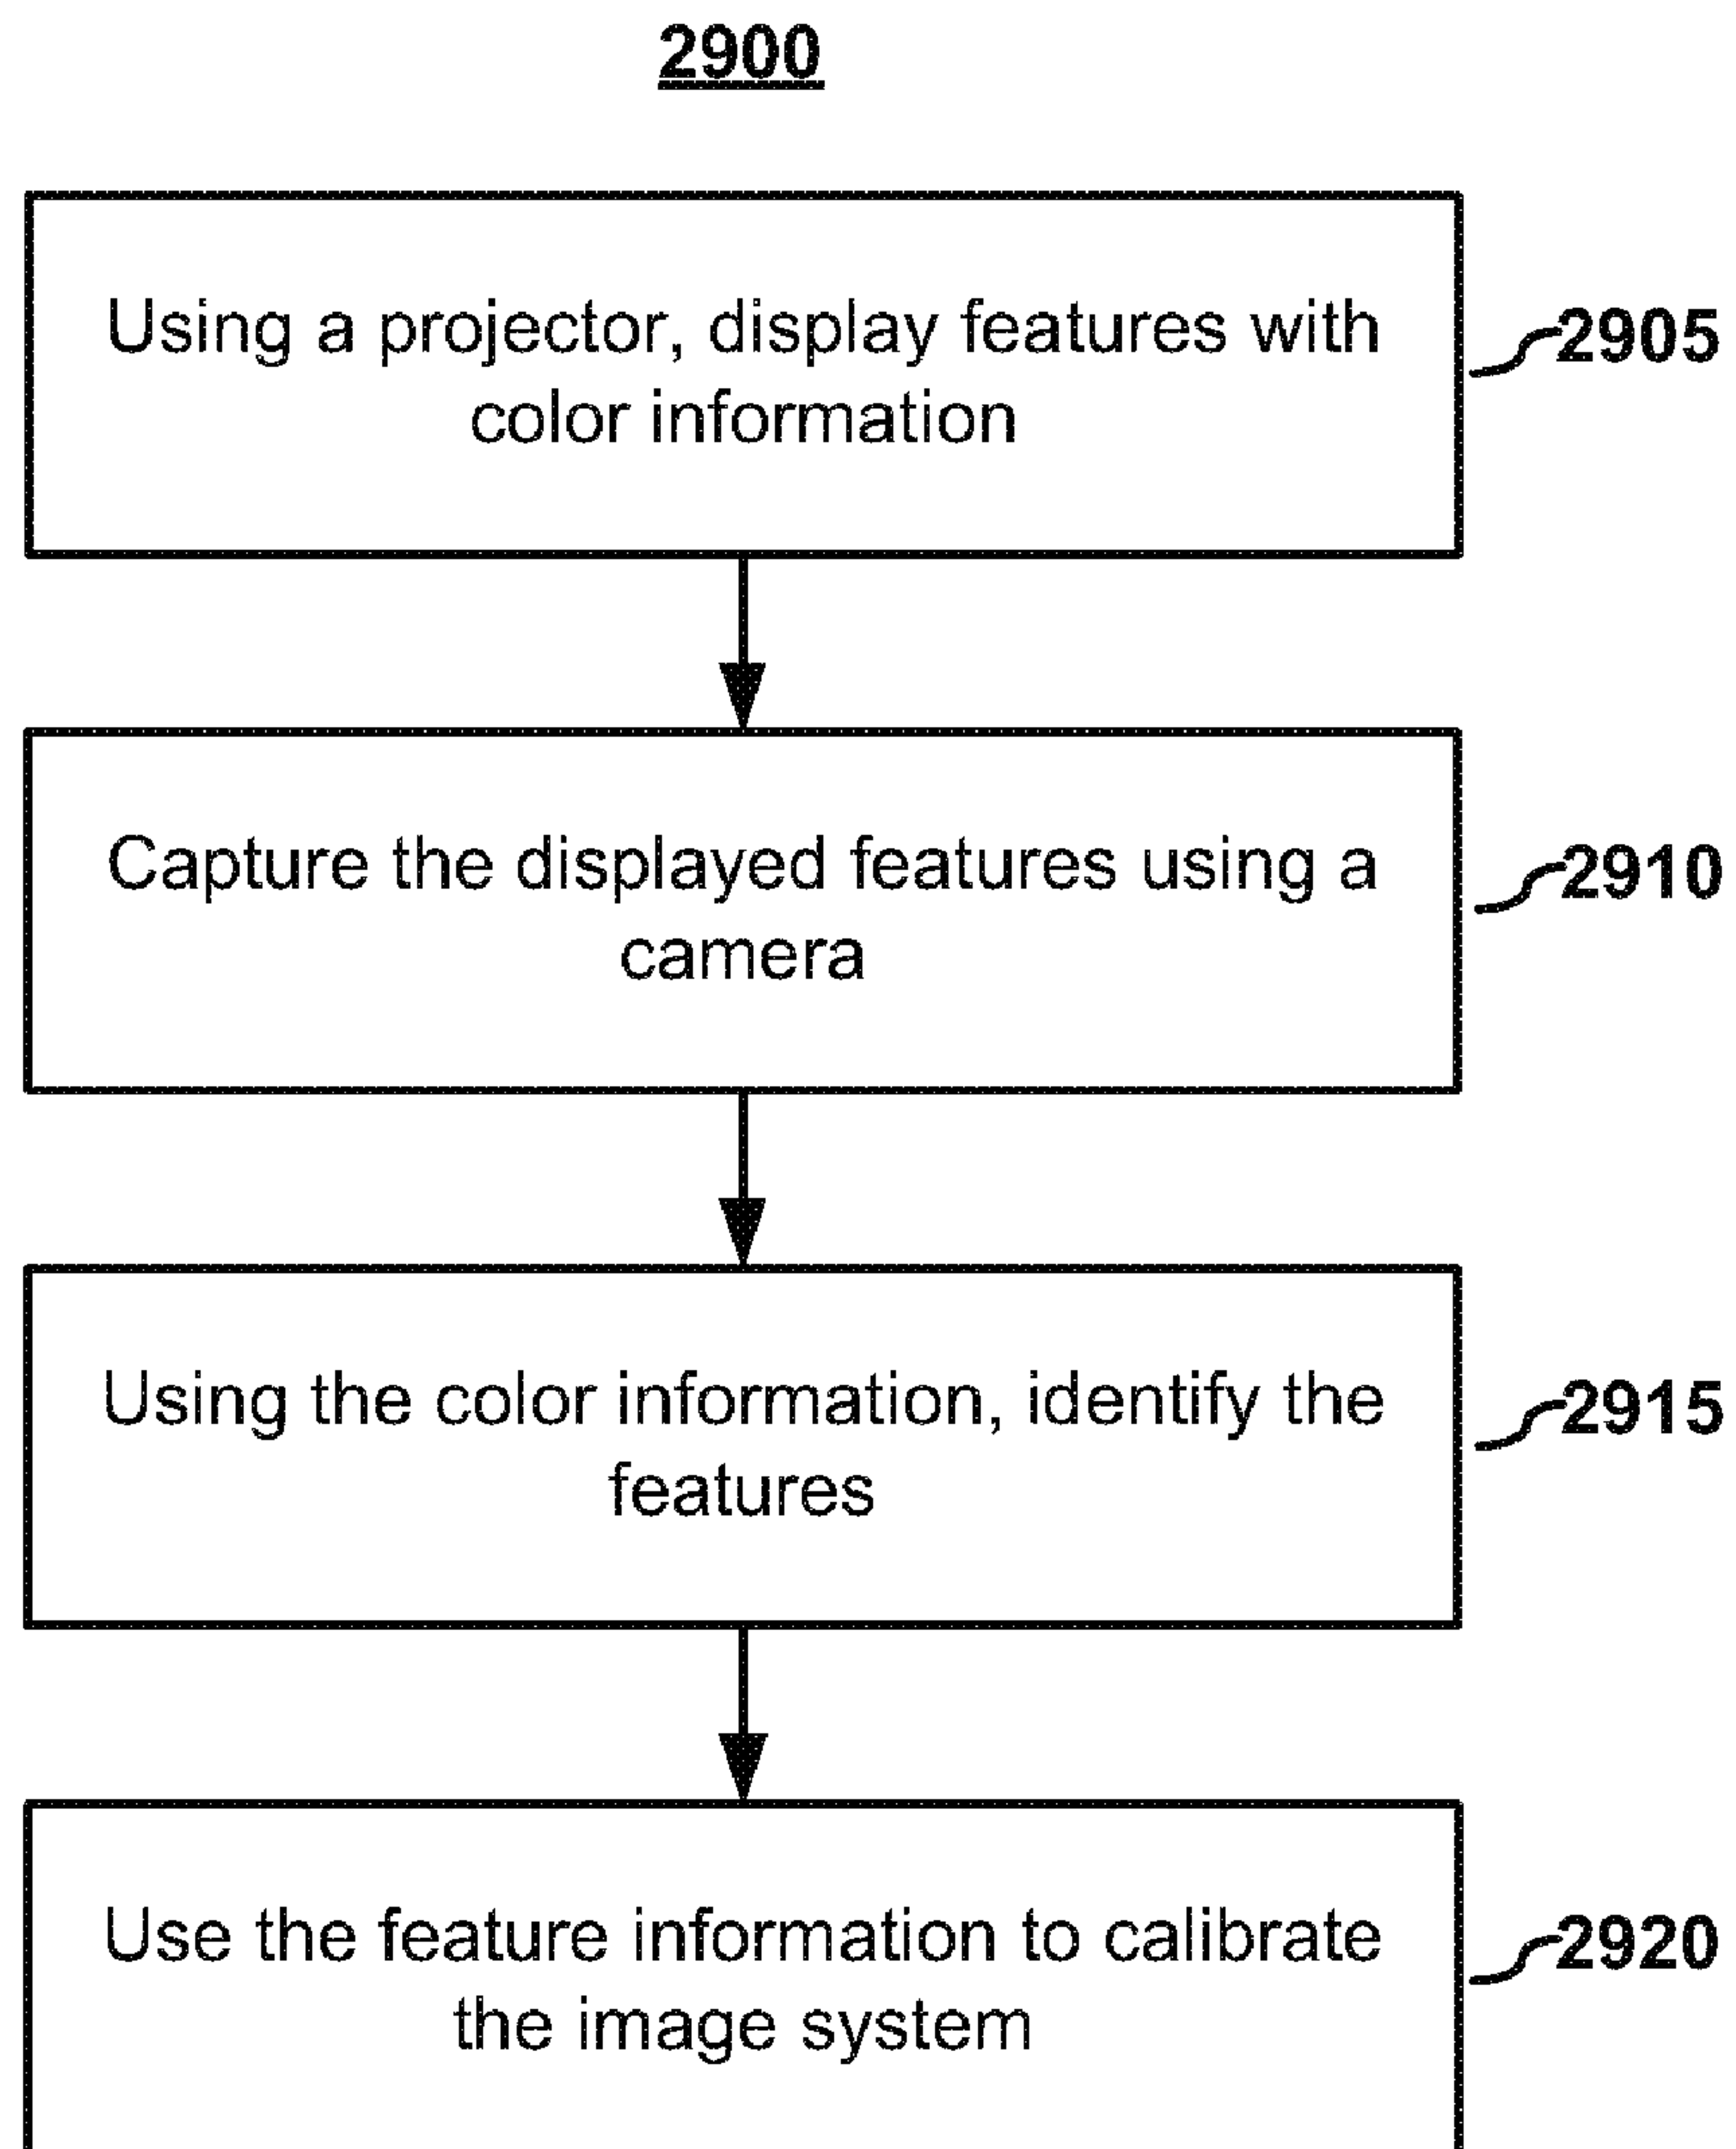 2900
Using a projector, display features with
color information
2905
Capture the displayed features using a
camera
2910
Using the color information, identify the
features
2915
Use the feature information to calibrate
the image system
2920